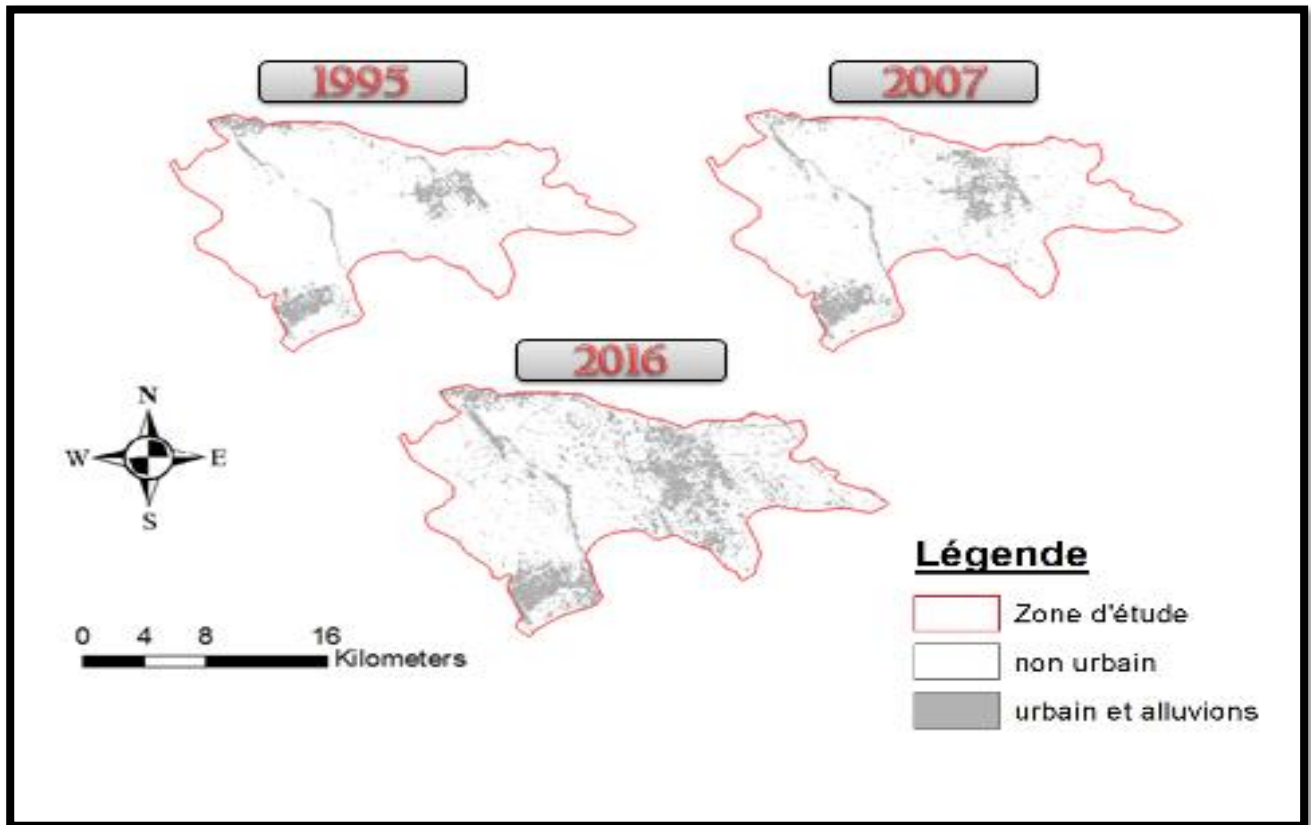 1995
2007
2016
N
W E
S
0 4 8 16
Kilometers
Légende
Zone d'étude
non urbain
urbain et alluvions